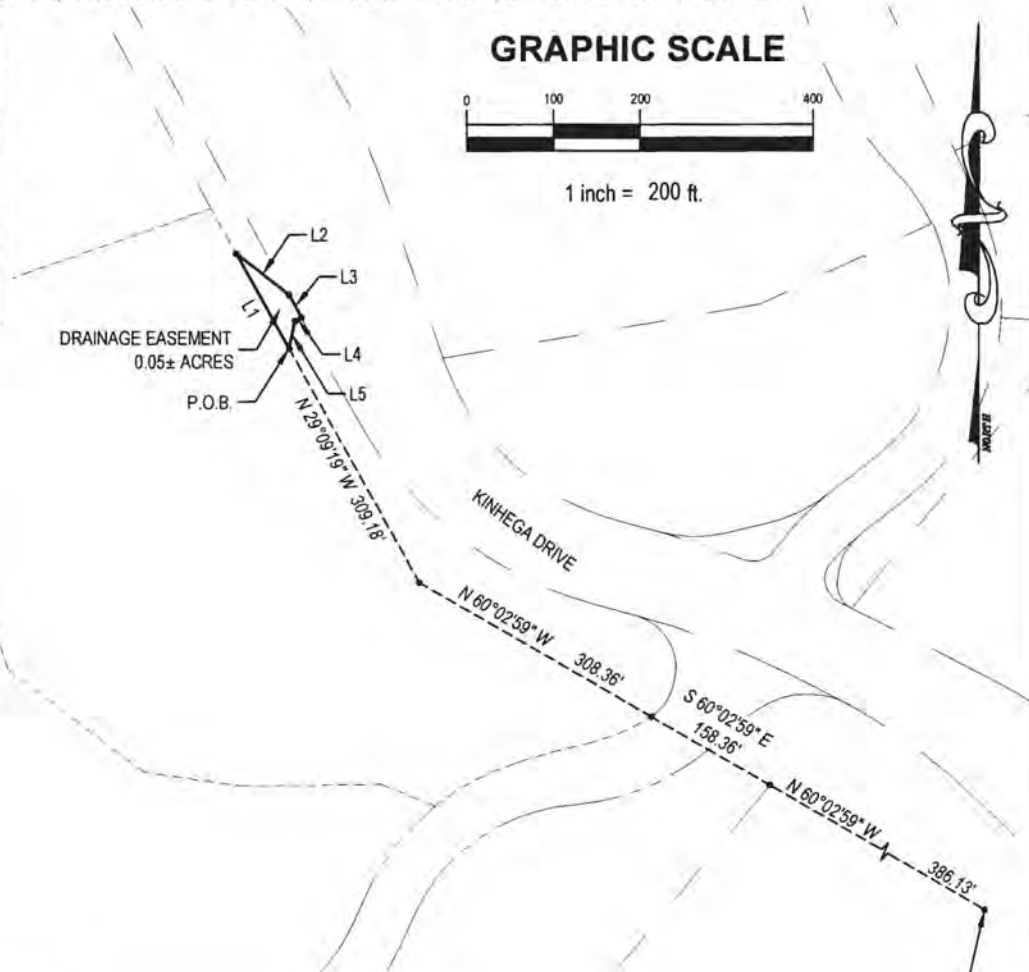 GRAPHIC SCALE
0 100 200 400
1 inch = 200 ft.
L2
L3
L1
DRAINAGE EASEMENT
0.05± ACRES
L4
P.O.B.
L5
N 29°09'19" W 309.18'
NORTH
KINHEGA DRIVE
N 60°02'59" W 308.36'
S 60°02'59" E
158.36'
N 60°02'59" W 386.13'